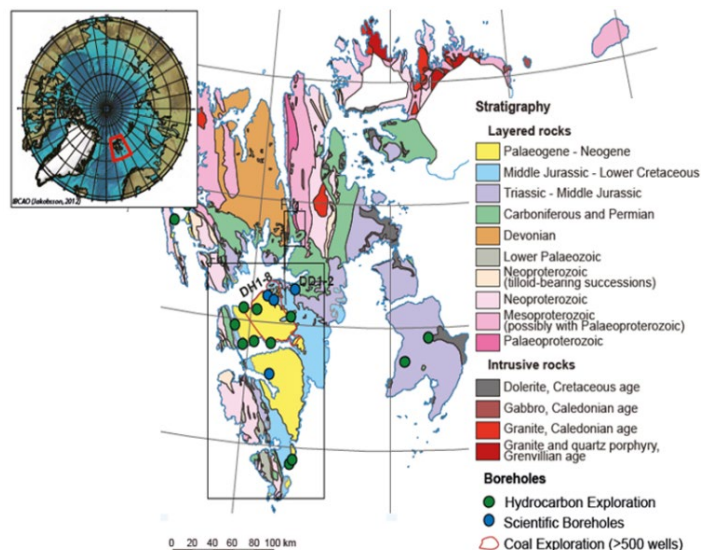 IBCAO (Jakobsson, 2012)
DH1-8
DD1-2
Stratigraphy
Layered rocks
Palaeogene - Neogene
Middle Jurassic - Lower Cretaceous
Triassic - Middle Jurassic
Carboniferous and Permian
Devonian
Lower Palaeozoic
Neoproterozoic
(tilloid-bearing successions)
Neoproterozoic
Mesoproterozoic
(possibly with Palaeoproterozoic)
Palaeoproterozoic
Intrusive rocks
Dolerite, Cretaceous age
Gabbro, Caledonian age
Granite, Caledonian age
Granite and quartz porphyry,
Grenvillian age
Boreholes
Hydrocarbon Exploration
Scientific Boreholes
Coal Exploration (>500 wells)
0 20 40 60 80 100 km